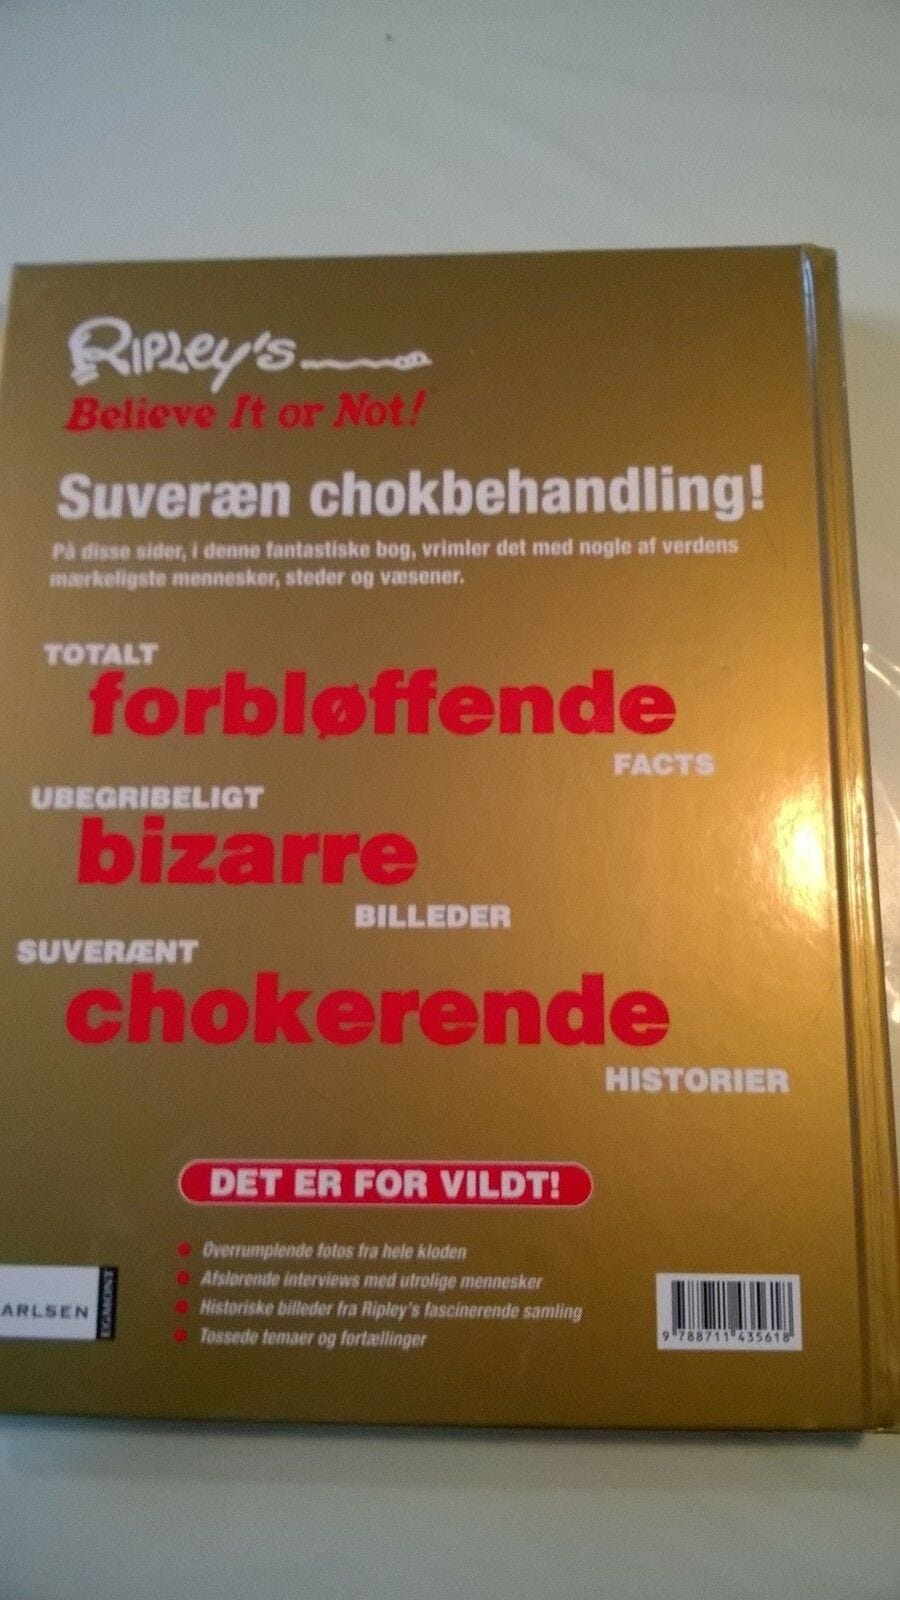 Ripley's
Believe It or Not!
Suveræn chokbehandling!
På disse sider, i denne fantastiske bog, vrimler det med nogle af verdens
mærkeligste mennesker, steder og væsener.
TOTALT
forbløffende
FACTS
UBEGRIBELIGT
bizarre
BILLEDER
SUVERÆNT
chokerende
HISTORIER
DET ER FOR VILDT!
Overrumplende fotos fra hele kloden
Afslørende interviews med utrolige mennesker
Historiske billeder fra Ripley's fascinerende samling
Tossede temaer og fortællinger
ARLSEN
EGMONT
9 788711 435618